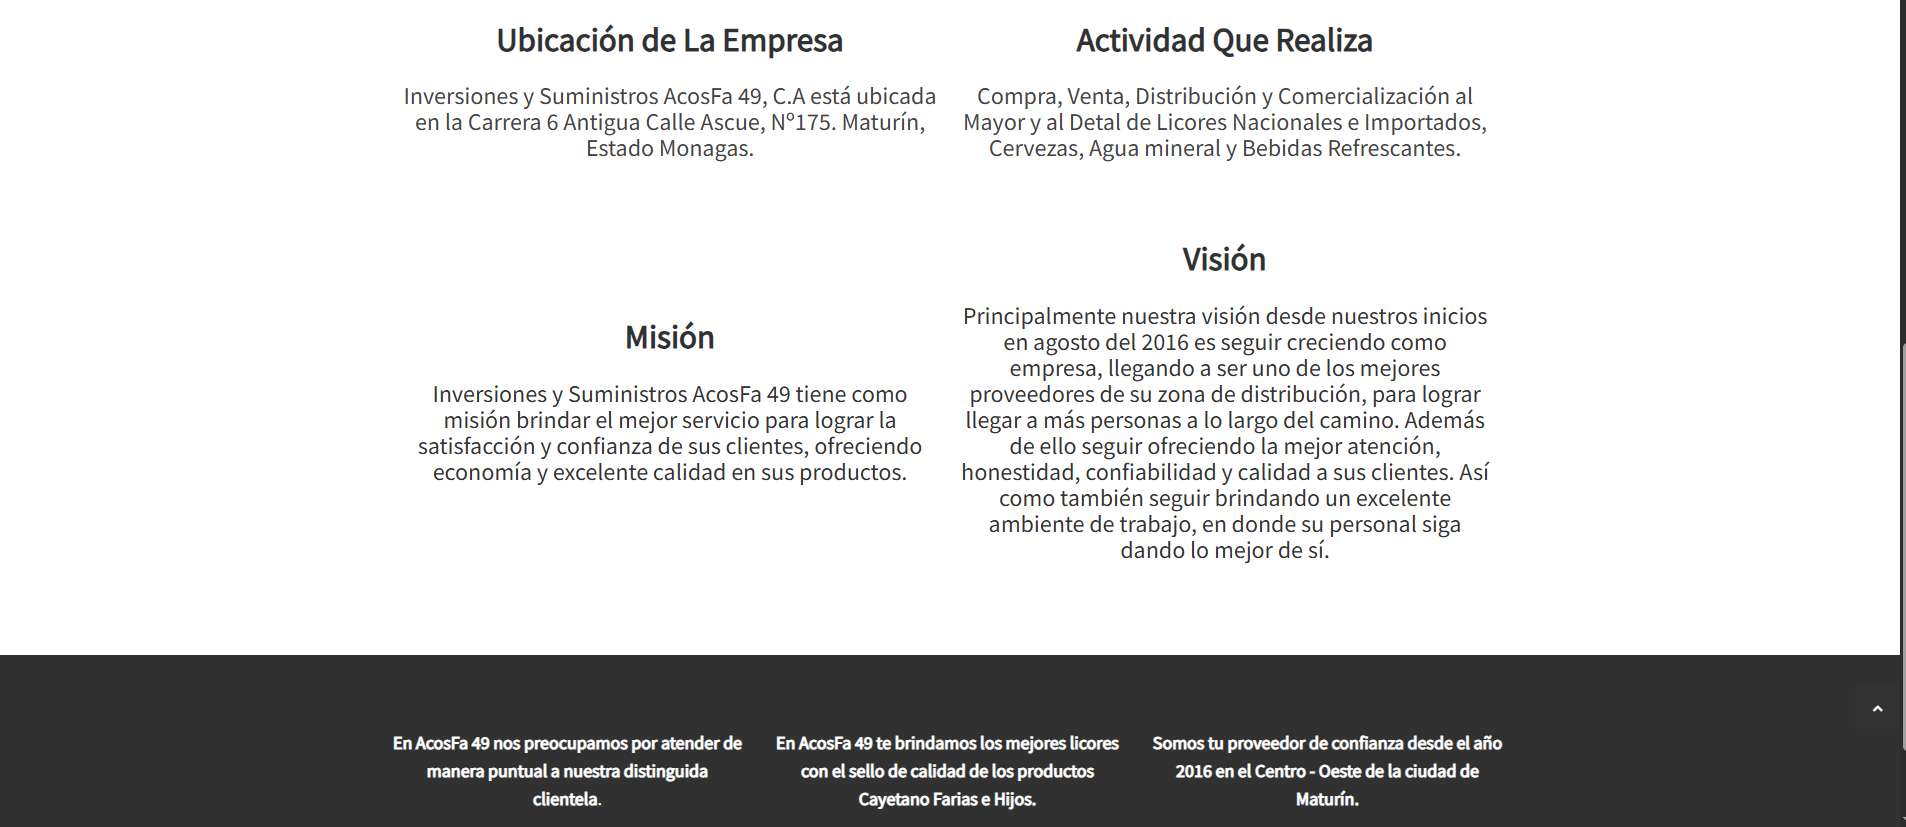 Ubicación de La Empresa
Inversiones y Suministros AcosFa 49, C.A está ubicada
en la Carrera 6 Antigua Calle Ascue, Nº175. Maturín,
Estado Monagas.
Actividad Que Realiza
Compra, Venta, Distribución y Comercialización al
Mayor y al Detal de Licores Nacionales e Importados,
Cervezas, Agua mineral y Bebidas Refrescantes.
Misión
Inversiones y Suministros AcosFa 49 tiene como
misión brindar el mejor servicio para lograr la
satisfacción y confianza de sus clientes, ofreciendo
economía y excelente calidad en sus productos.
Visión
Principalmente nuestra visión desde nuestros inicios
en agosto del 2016 es seguir creciendo como
empresa, llegando a ser uno de los mejores
proveedores de su zona de distribución, para lograr
llegar a más personas a lo largo del camino. Además
de ello seguir ofreciendo la mejor atención,
honestidad, confiabilidad y calidad a sus clientes. Así
como también seguir brindando un excelente
ambiente de trabajo, en donde su personal siga
dando lo mejor de sí.
En AcosFa 49 nos preocupamos por atender de
manera puntual a nuestra distinguida
clientela.
En AcosFa 49 te brindamos los mejores licores
con el sello de calidad de los productos
Cayetano Farias e Hijos.
Somos tu proveedor de confianza desde el año
2016 en el Centro - Oeste de la ciudad de
Maturín.